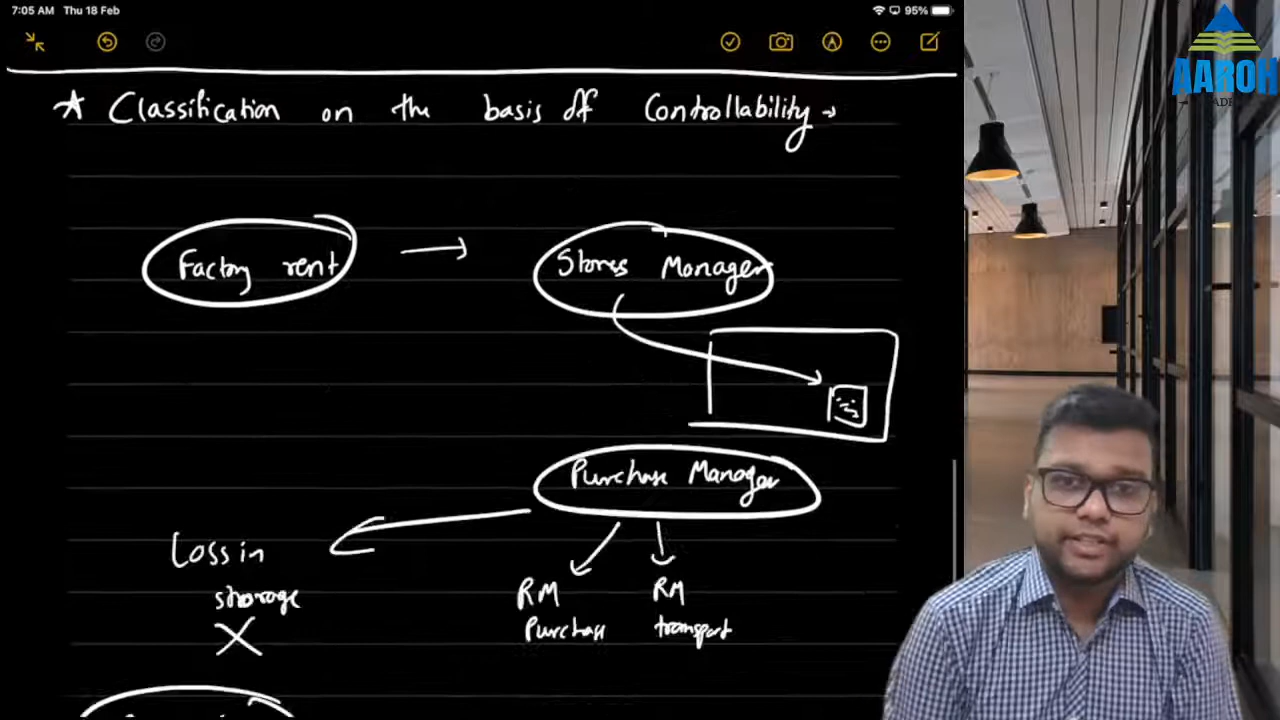 7:05 AM Thu 18 Feb
95%
AAROH
* Classification on the basis of Controllability →
Factory rent → Stores Manager
Purchase Manager
Loss in
storage
RM RM
Purchase transport